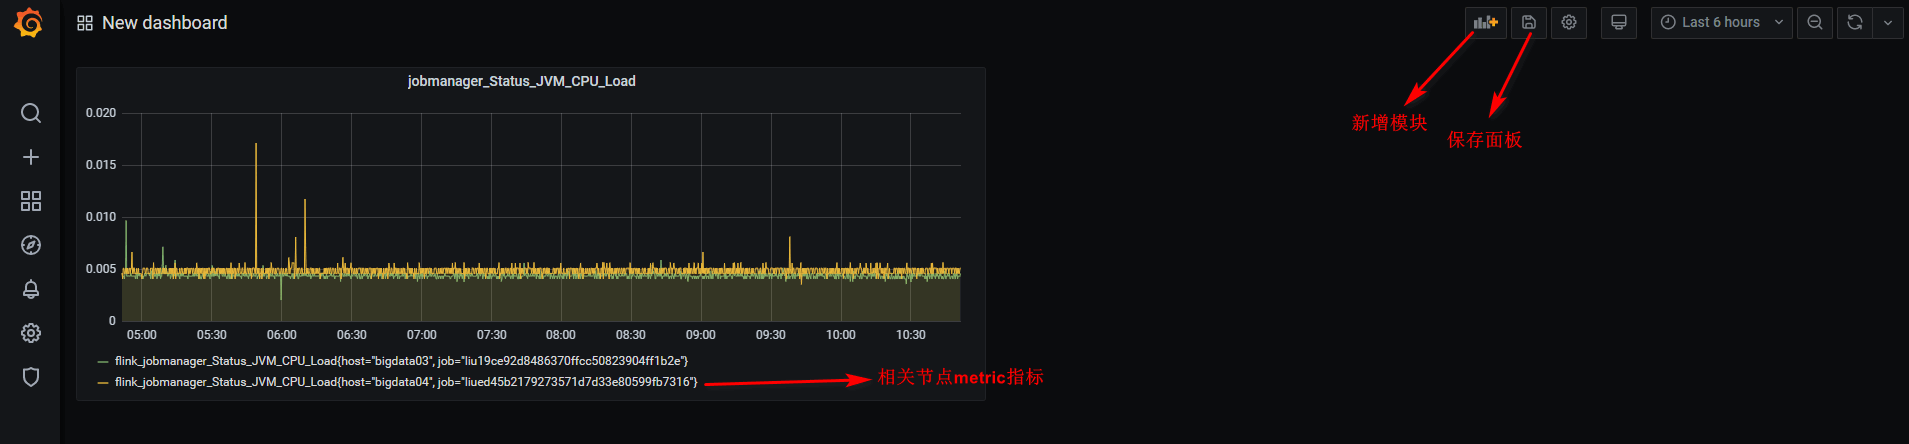 New dashboard
Last 6 hours
新增模块
保存面板
jobmanager_Status_JVM_CPU_Load
0.020
0.015
0.010
0.005
0
05:00 05:30 06:00 06:30 07:00 07:30 08:00 08:30 09:00 09:30 10:00 10:30
flink_jobmanager_Status_JVM_CPU_Load{host="bigdata03", job="liu19ce92d8486370ffcc50823904ff1b2e"}
flink_jobmanager_Status_JVM_CPU_Load{host="bigdata04", job="liued45b2179273571d7d33e80599fb7316"}
相关节点metric指标